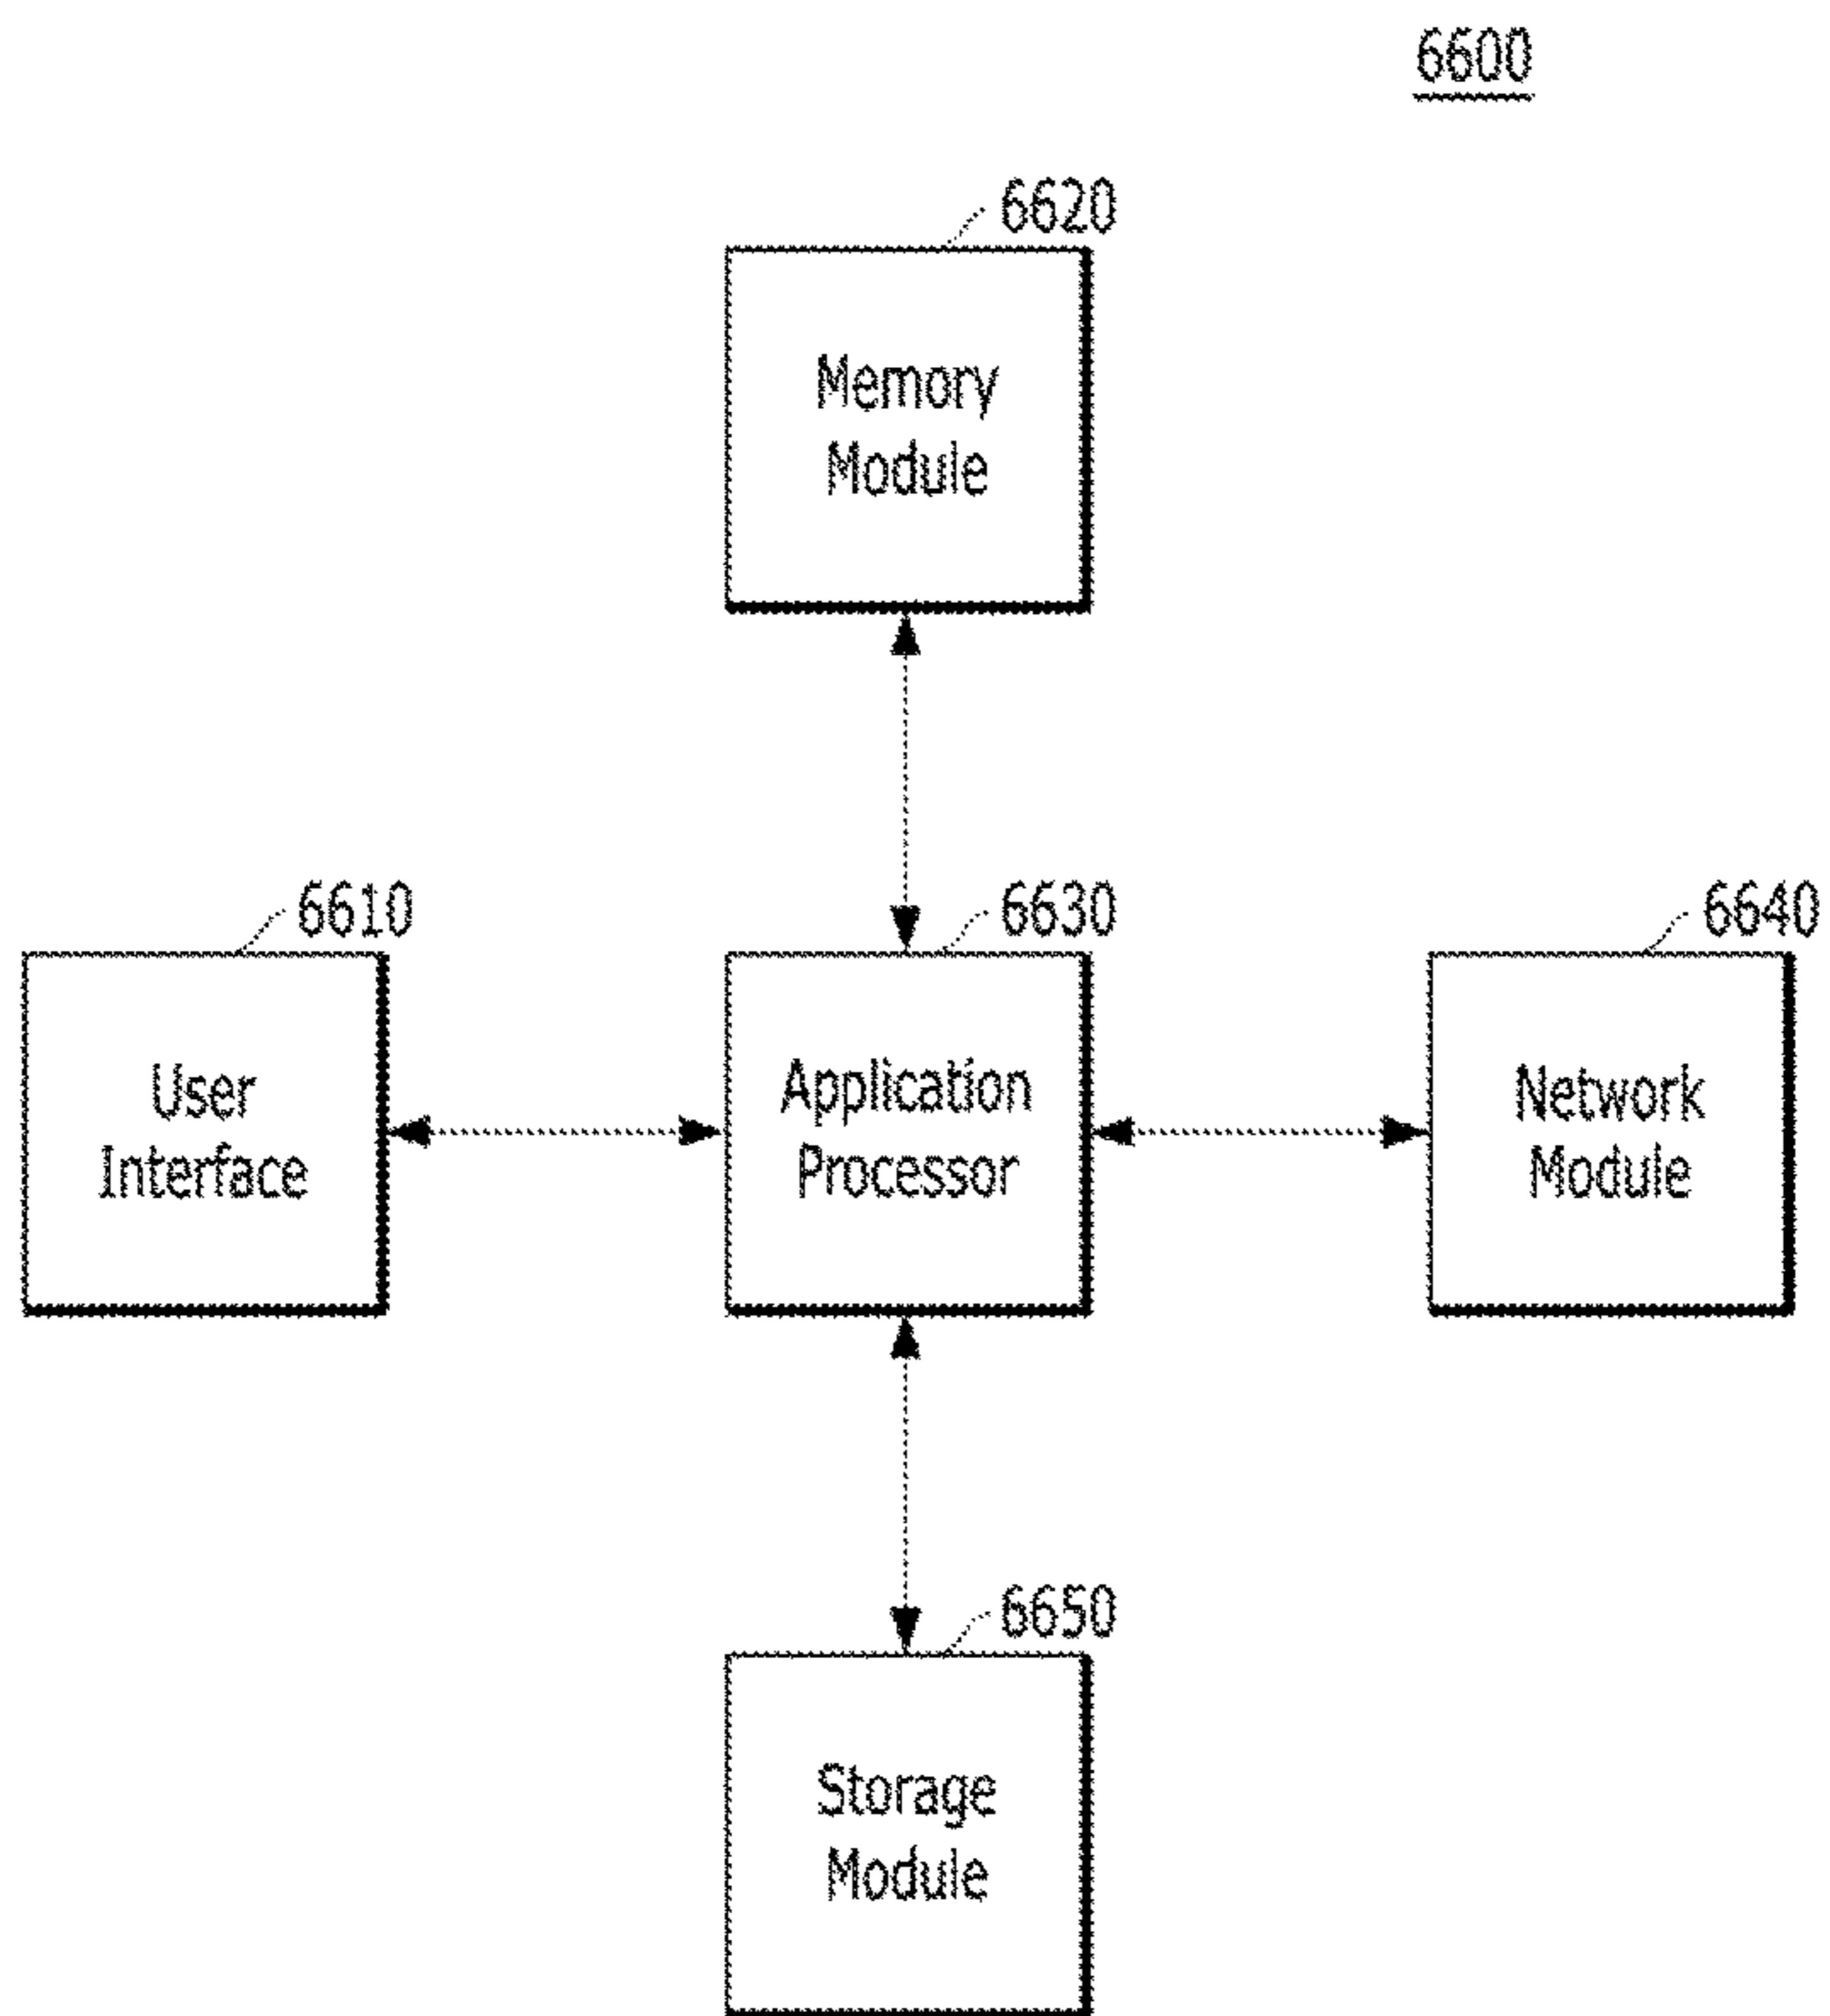 6600
6620
Memory
Module
6610
6630
6640
User
Interface
Application
Processor
Network
Module
6650
Storage
Module